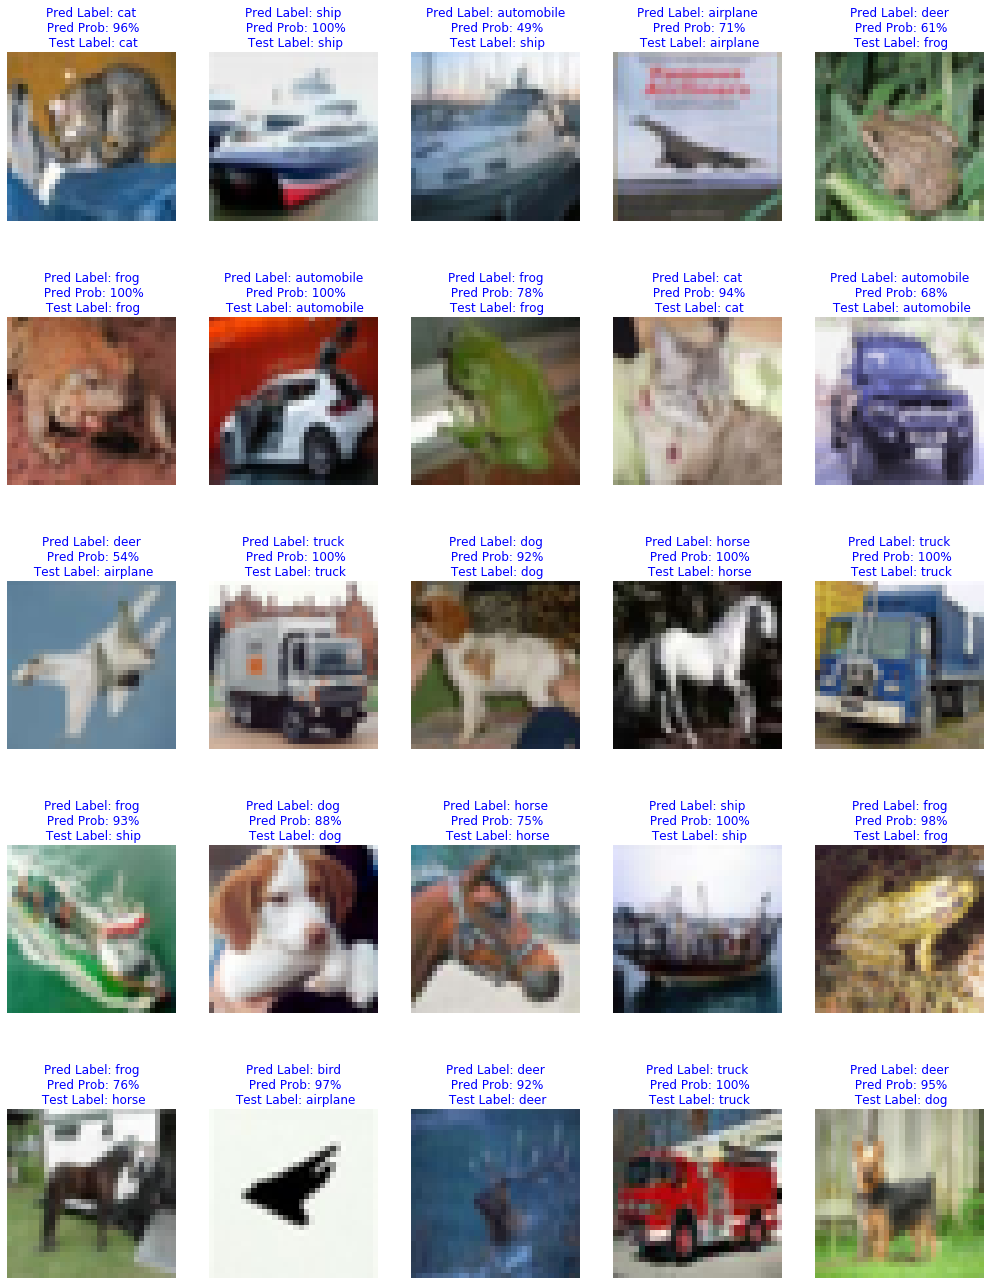 Pred Label: cat
Pred Prob: 96%
Test Label: cat
Pred Label: ship
Pred Prob: 100%
Test Label: ship
Pred Label: automobile
Pred Prob: 49%
Test Label: ship
Pred Label: airplane
Pred Prob: 71%
Test Label: airplane
Pred Label: deer
Pred Prob: 61%
Test Label: frog
Pred Label: frog
Pred Prob: 100%
Test Label: frog
Pred Label: automobile
Pred Prob: 100%
Test Label: automobile
Pred Label: frog
Pred Prob: 78%
Test Label: frog
Pred Label: cat
Pred Prob: 94%
Test Label: cat
Pred Label: automobile
Pred Prob: 68%
Test Label: automobile
Pred Label: deer
Pred Prob: 54%
Test Label: airplane
Pred Label: truck
Pred Prob: 100%
Test Label: truck
Pred Label: dog
Pred Prob: 92%
Test Label: dog
Pred Label: horse
Pred Prob: 100%
Test Label: horse
Pred Label: truck
Pred Prob: 100%
Test Label: truck
Pred Label: frog
Pred Prob: 93%
Test Label: ship
Pred Label: dog
Pred Prob: 88%
Test Label: dog
Pred Label: horse
Pred Prob: 75%
Test Label: horse
Pred Label: ship
Pred Prob: 100%
Test Label: ship
Pred Label: frog
Pred Prob: 98%
Test Label: frog
Pred Label: frog
Pred Prob: 76%
Test Label: horse
Pred Label: bird
Pred Prob: 97%
Test Label: airplane
Pred Label: deer
Pred Prob: 92%
Test Label: deer
Pred Label: truck
Pred Prob: 100%
Test Label: truck
Pred Label: deer
Pred Prob: 95%
Test Label: dog